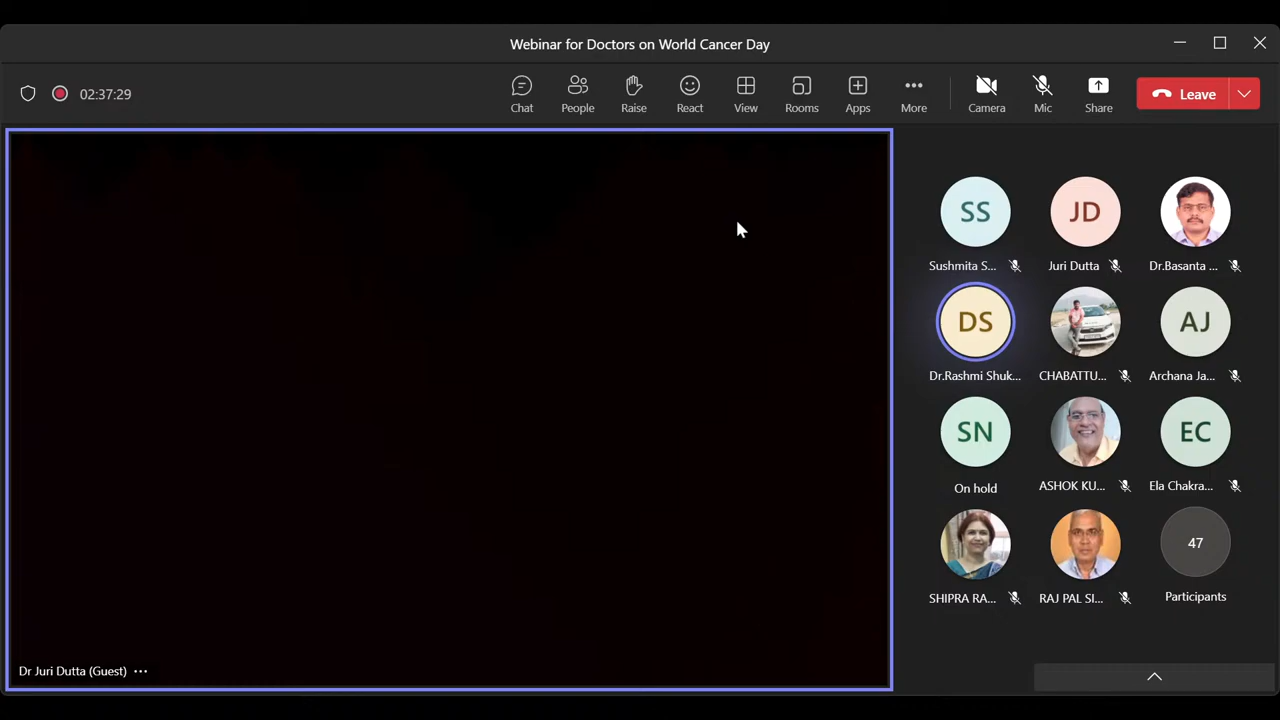 Webinar for Doctors on World Cancer Day
02:37:29
Chat
People
Raise
React
View
Rooms
Apps
More
Camera
Mic
Share
Leave
SS
JD
Sushmita S...
Juri Dutta
Dr.Basanta ...
DS
AJ
Dr.Rashmi Shuk...
CHABATTU...
Archana Ja...
SN
EC
On hold
ASHOK KU...
Ela Chakra...
47
SHIPRA RA...
RAJ PAL SI...
Participants
Dr Juri Dutta (Guest) ...